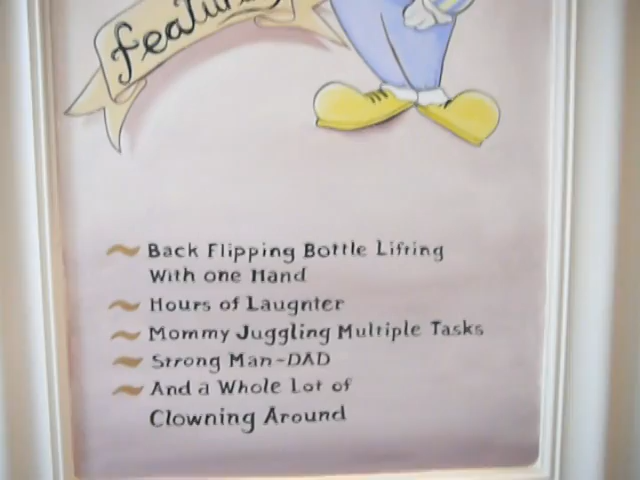 Back Flipping Bottle Lifting
With one Hand
Hours of Laughter
Mommy Juggling Multiple Tasks
Strong Man-DAD
And a Whole Lot of
Clowning Around